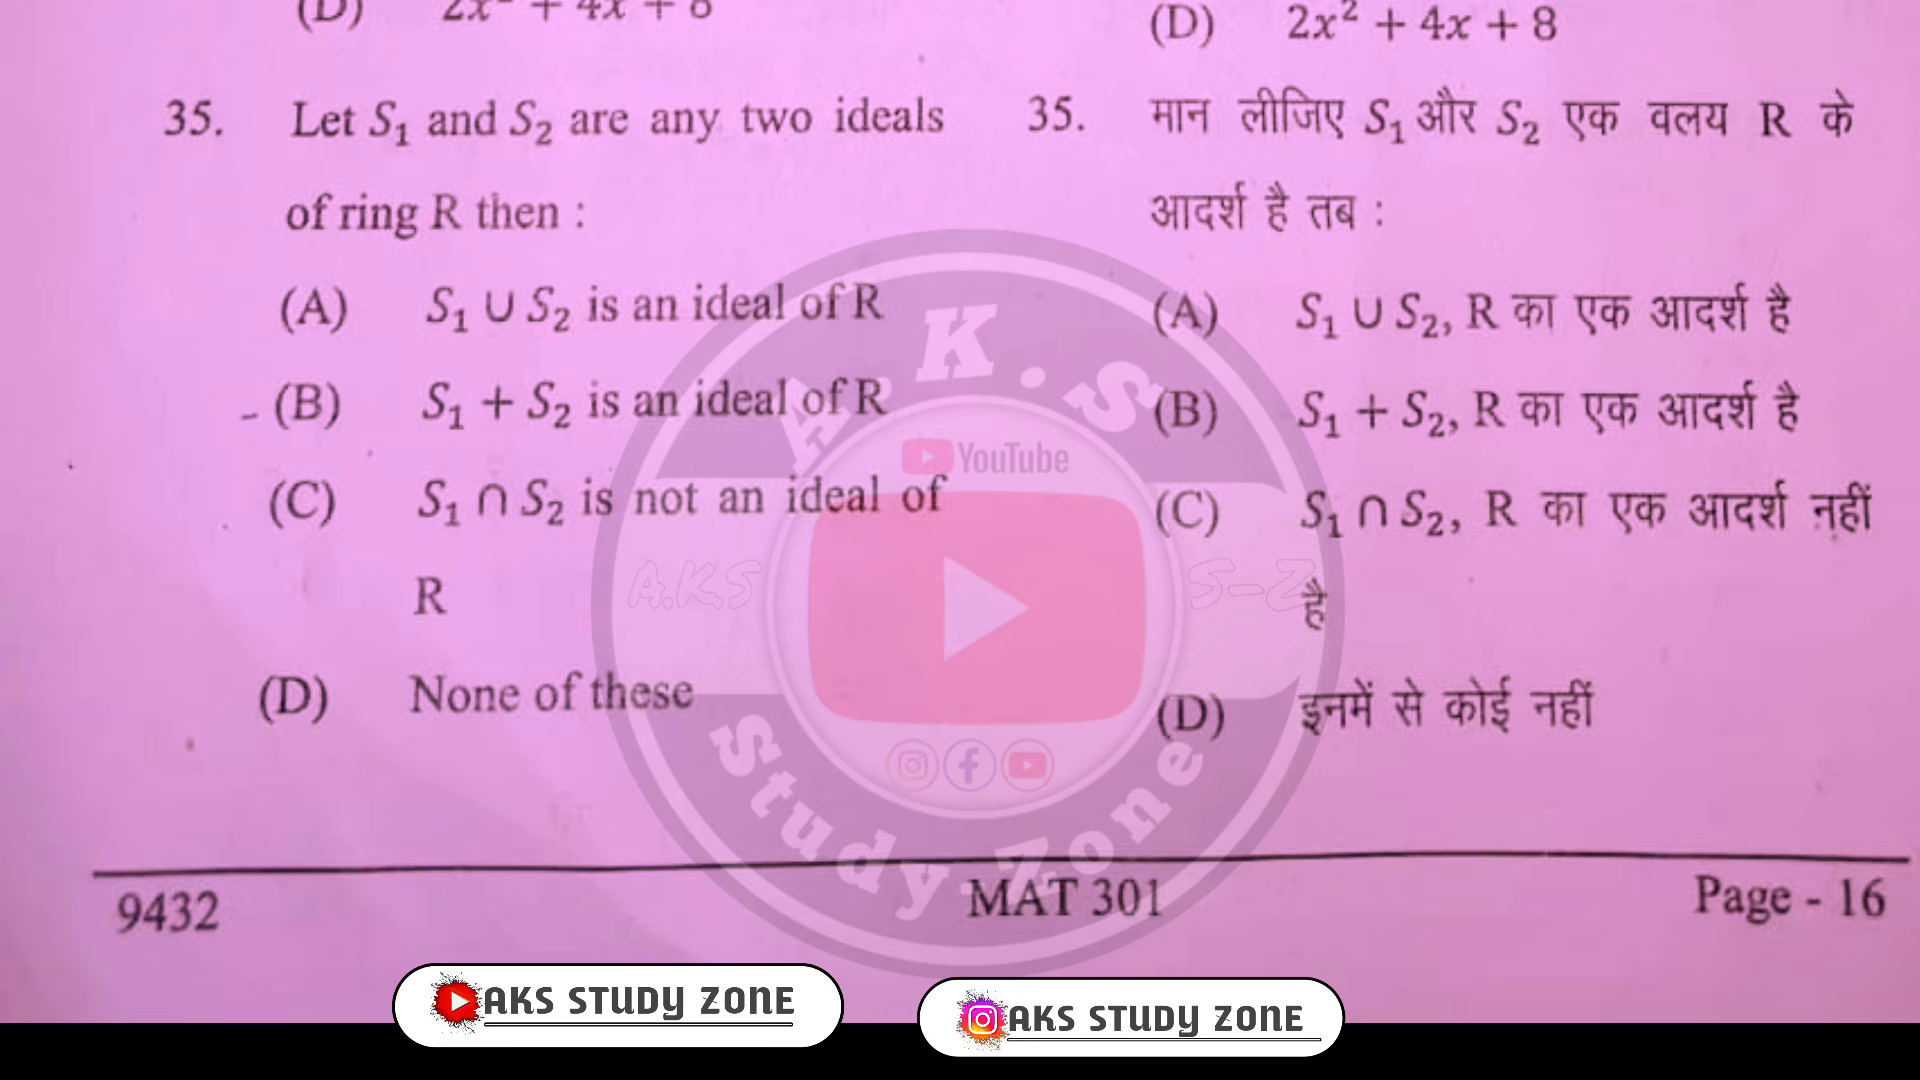 (D) 2x² + 4x + 8
35. Let S₁ and S₂ are any two ideals
of ring R then :
(A) S₁ ∪ S₂ is an ideal of R
(B) S₁ + S₂ is an ideal of R
(C) S₁ ∩ S₂ is not an ideal of
R
(D) None of these
(D) 2x² + 4x + 8
35. मान लीजिए S₁ और S₂ एक वलय R के
आदर्श है तब :
(A) S₁ ∪ S₂, R का एक आदर्श है
(B) S₁ + S₂, R का एक आदर्श है
(C) S₁ ∩ S₂, R का एक आदर्श नहीं
है
(D) इनमें से कोई नहीं
A.K.S
YouTube
A.K.S S-Z
Study Zone
9432 MAT 301 Page - 16
AKS STUDY ZONE
AKS STUDY ZONE